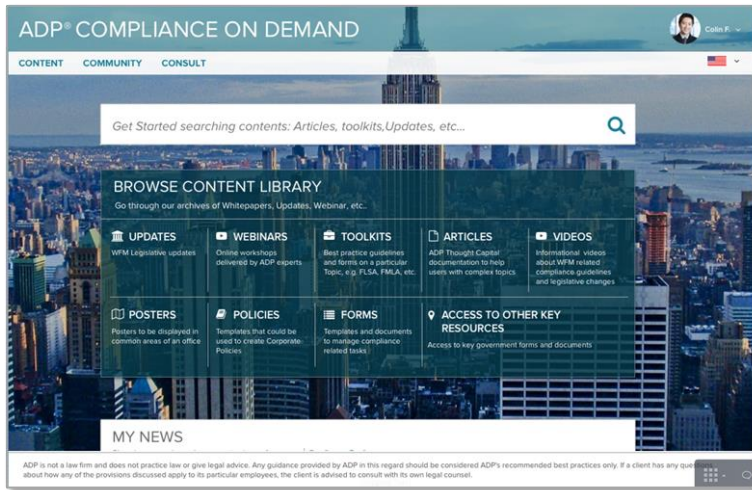 ADP® COMPLIANCE ON DEMAND
Colin F.
CONTENT COMMUNITY CONSULT
Get Started searching contents: Articles, toolkits,Updates, etc...
BROWSE CONTENT LIBRARY
Go through our archives of Whitepapers, Updates, Webinar, etc..
UPDATES
WFM Legislative updates
WEBINARS
Online workshops
delivered by ADP experts
TOOLKITS
Best practice guidelines
and forms on a particular
Topic, e.g. FLSA, FMLA, etc.
ARTICLES
ADP Thought Capital
documentation to help
users with complex topics
VIDEOS
Informational videos
about WFM related
compliance guidelines
and legislative changes
POSTERS
Posters to be displayed in
common areas of an office
POLICIES
Templates that could be
used to create Corporate
Policies
FORMS
Templates and documents
to manage compliance
related tasks
ACCESS TO OTHER KEY
RESOURCES
Access to key government forms and documents
MY NEWS
ADP is not a law firm and does not practice law or give legal advice. Any guidance provided by ADP in this regard should be considered ADP's recommended best practices only. If a client has any
about how any of the provisions discussed apply to its particular employees, the client is advised to consult with its own legal counsel.